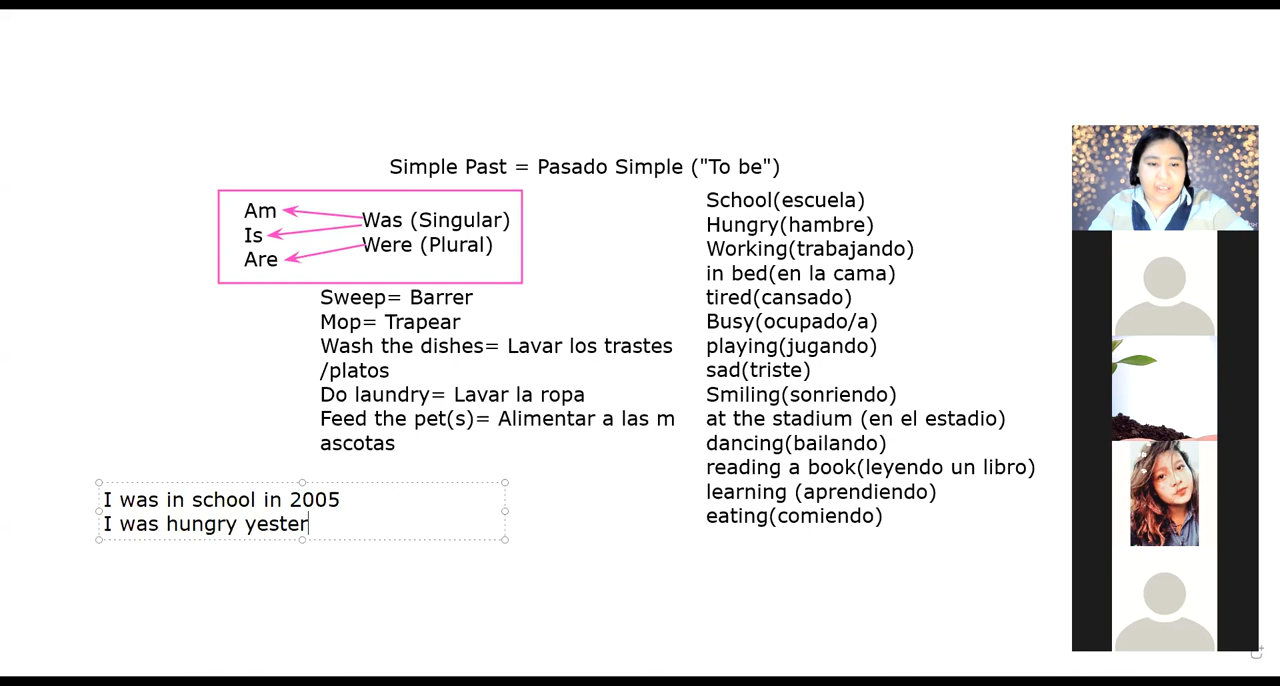 Simple Past = Pasado Simple ("To be")
Am
Is
Are
Was (Singular)
Were (Plural)
Sweep= Barrer
Mop= Trapear
Wash the dishes= Lavar los trastes
/platos
Do laundry= Lavar la ropa
Feed the pet(s)= Alimentar a las m
ascotas
School(escuela)
Hungry(hambre)
Working(trabajando)
in bed(en la cama)
tired(cansado)
Busy(ocupado/a)
playing(jugando)
sad(triste)
Smiling(sonriendo)
at the stadium (en el estadio)
dancing(bailando)
reading a book(leyendo un libro)
learning (aprendiendo)
eating(comiendo)
I was in school in 2005
I was hungry yester